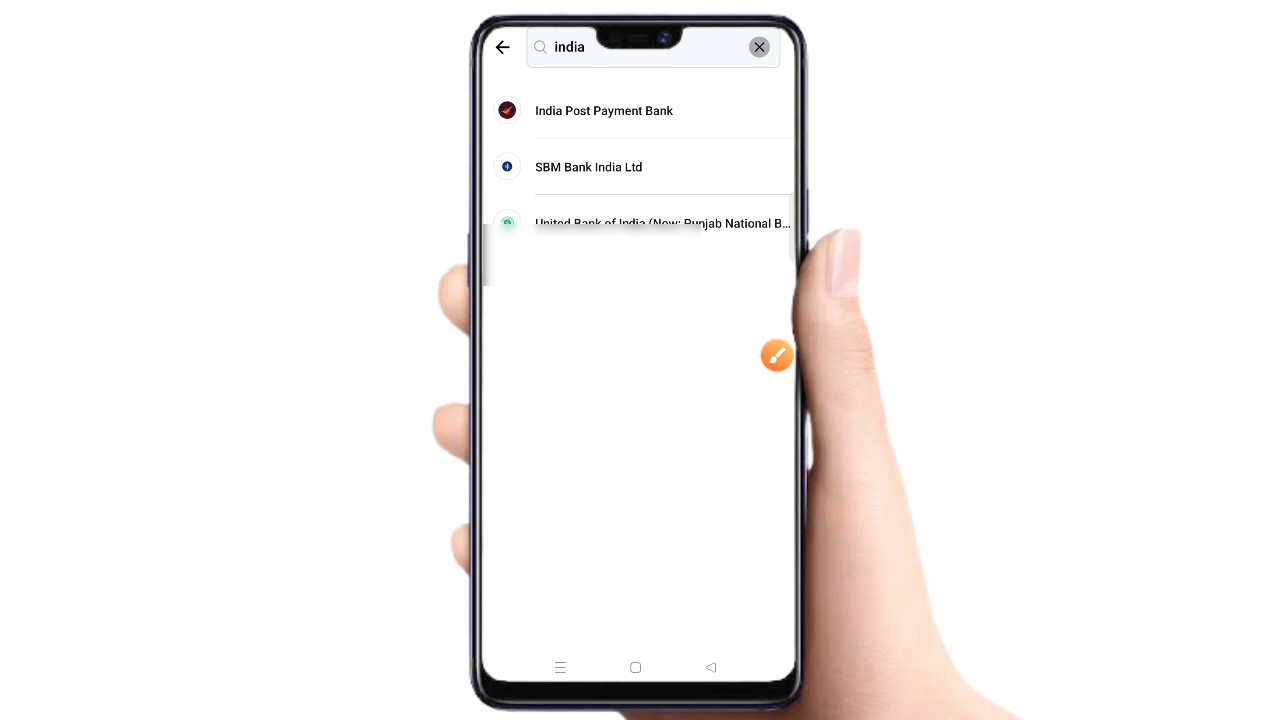 india
India Post Payment Bank
SBM Bank India Ltd
United Bank of India (Now: Punjab National B...